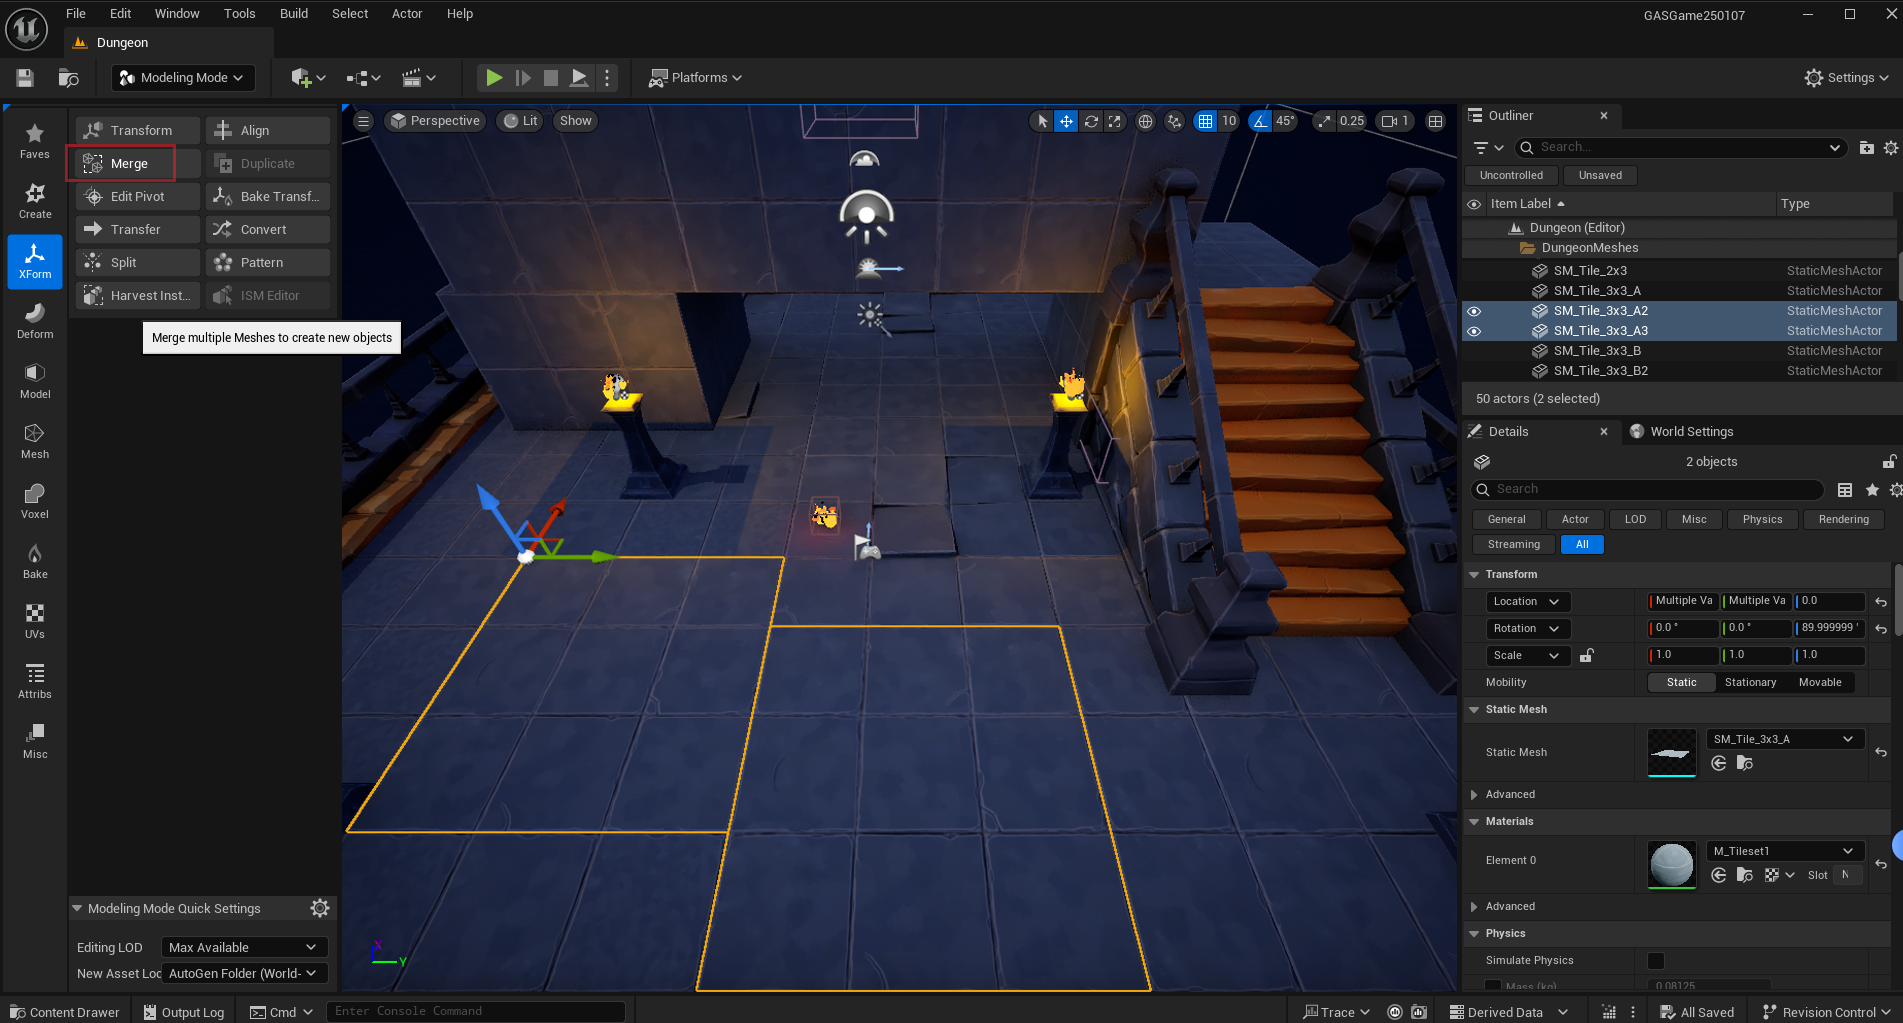 File Edit Window Tools Build Select Actor Help
GASGame250107
Dungeon
Modeling Mode
Platforms
Settings
Faves
Create
XForm
Deform
Model
Mesh
Voxel
Bake
UVs
Attribs
Misc
Transform Align
Merge Duplicate
Edit Pivot Bake Transf...
Transfer Convert
Split Pattern
Harvest Inst... ISM Editor
Merge multiple Meshes to create new objects
Modeling Mode Quick Settings
Editing LOD Max Available
New Asset Loc AutoGen Folder (World-
Perspective Lit Show
10 45° 0.25 1
X
Y
Outliner
Search...
Uncontrolled Unsaved
Item Label Type
Dungeon (Editor)
DungeonMeshes
SM_Tile_2x3 StaticMeshActor
SM_Tile_3x3_A StaticMeshActor
SM_Tile_3x3_A2 StaticMeshActor
SM_Tile_3x3_A3 StaticMeshActor
SM_Tile_3x3_B StaticMeshActor
SM_Tile_3x3_B2 StaticMeshActor
50 actors (2 selected)
Details World Settings
2 objects
Search
General Actor LOD Misc Physics Rendering
Streaming All
Transform
Location Multiple Va Multiple Va 0.0
Rotation 0.0 ° 0.0 ° 89.999999 °
Scale 1.0 1.0 1.0
Mobility Static Stationary Movable
Static Mesh
Static Mesh SM_Tile_3x3_A
Advanced
Materials
Element 0 M_Tileset1
Slot N
Advanced
Physics
Simulate Physics
Mass (kg) 0.08125
Content Drawer Output Log Cmd Enter Console Command Trace Derived Data All Saved Revision Control